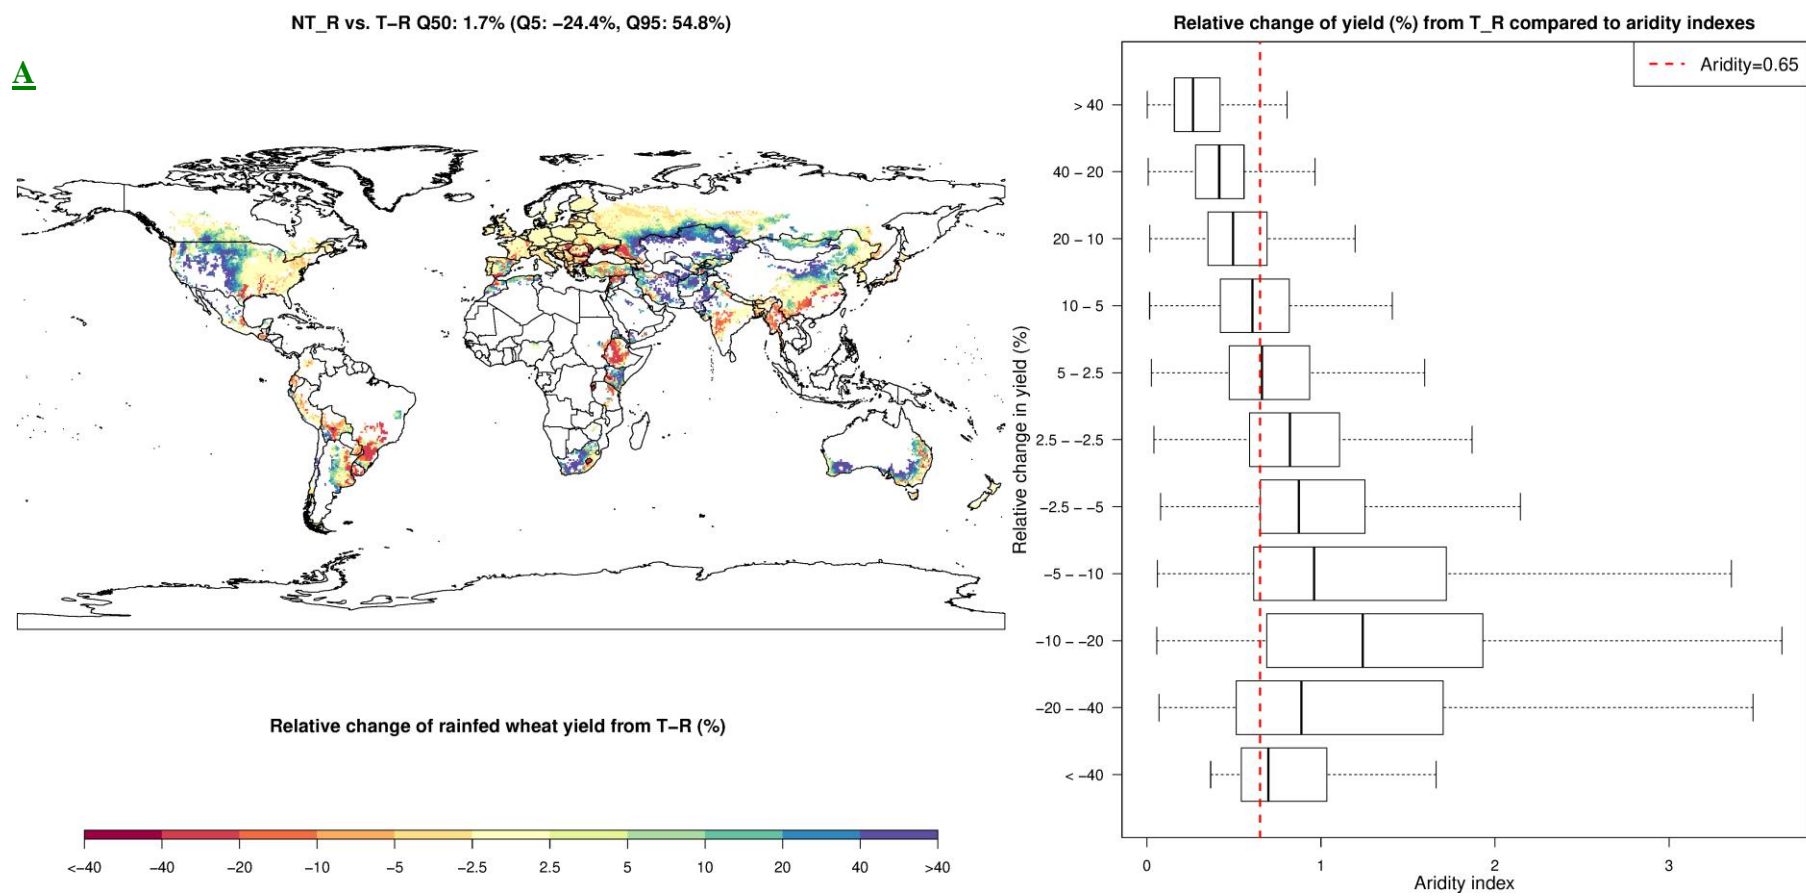 NT_R vs. T−R Q50: 1.7% (Q5: −24.4%, Q95: 54.8%)
A
Relative change of rainfed wheat yield from T−R (%)
<−40 −40 −20 −10 −5 −2.5 2.5 5 10 20 40 >40
Relative change of yield (%) from T_R compared to aridity indexes
Aridity=0.65
Relative change in yield (%)
> 40
40 − 20
20 − 10
10 − 5
5 − 2.5
2.5 − −2.5
−2.5 − −5
−5 − −10
−10 − −20
−20 − −40
< −40
0 1 2 3
Aridity index